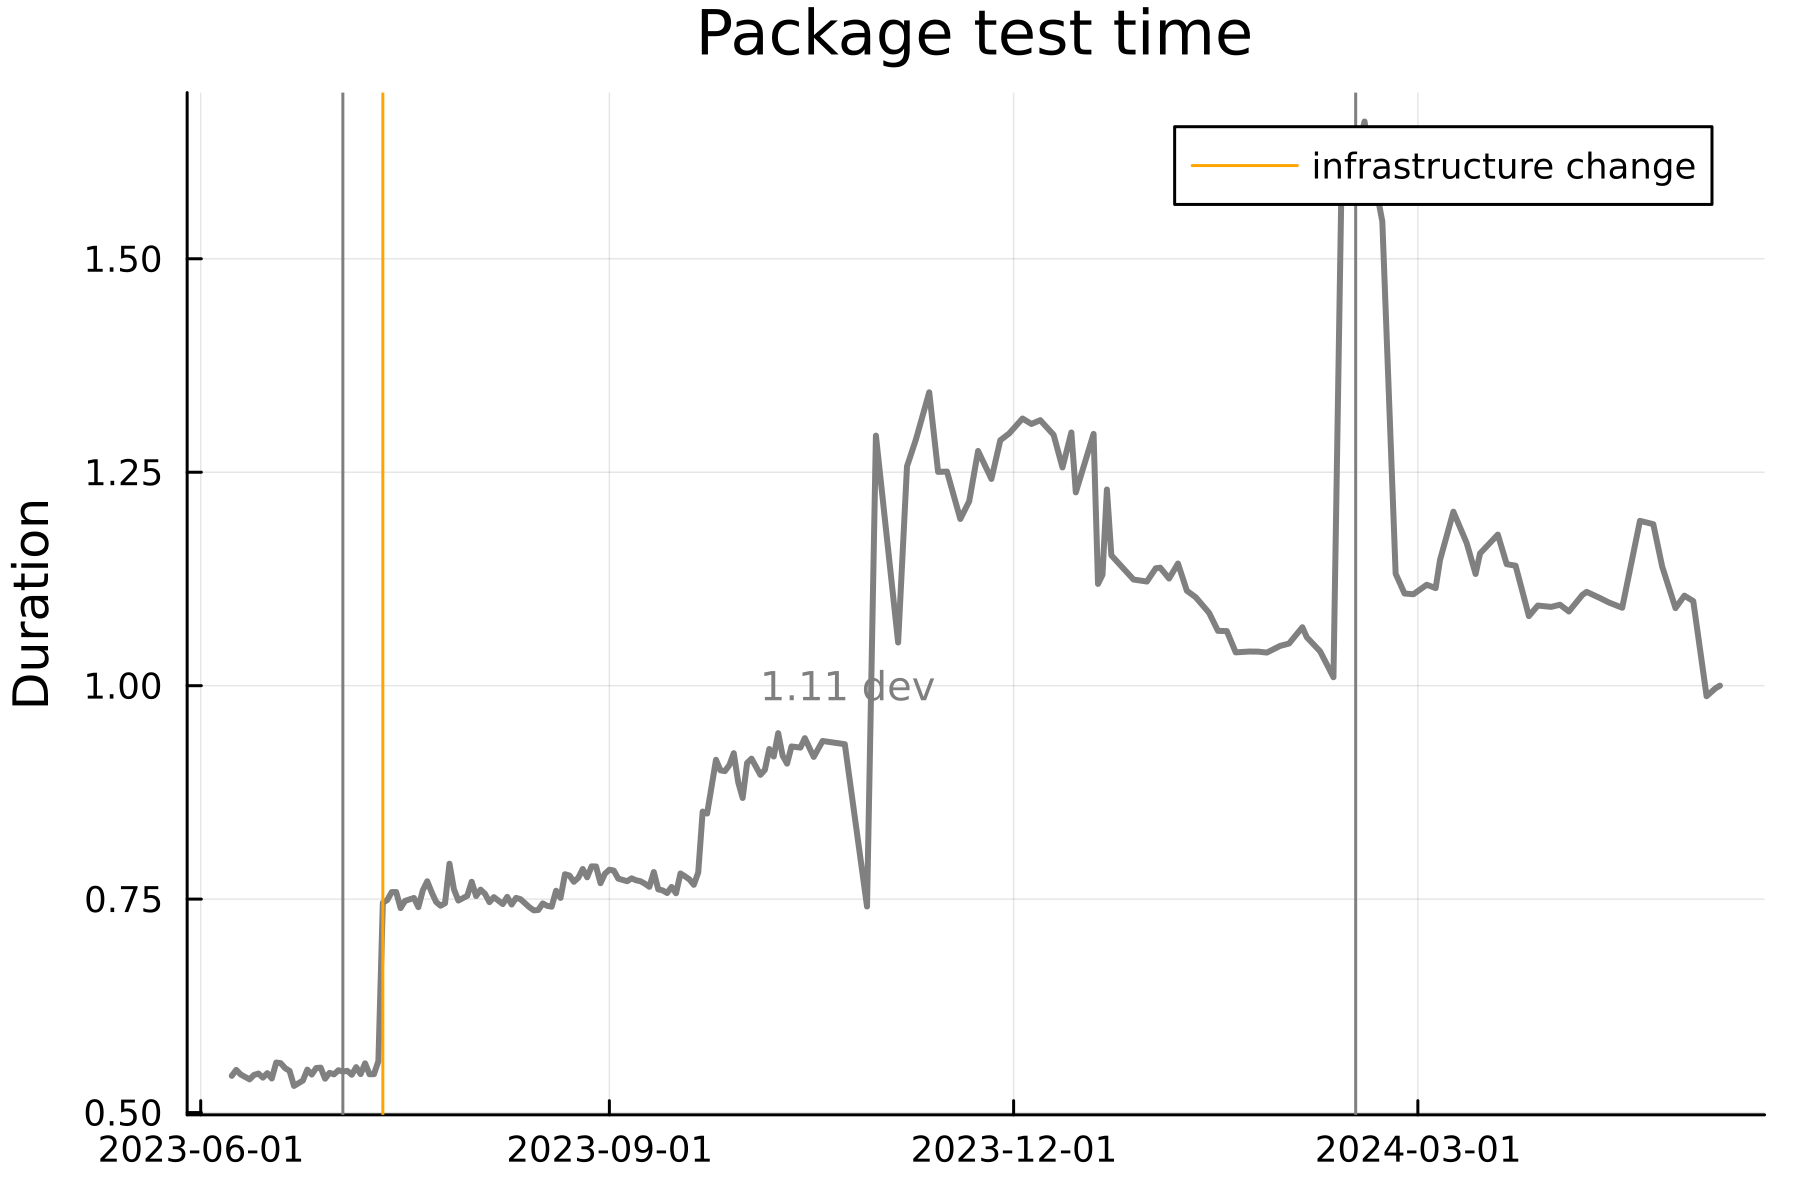 Package test time
infrastructure change
Duration
1.50
1.25
1.00
0.75
0.50
1.11 dev
2023-06-01
2023-09-01
2023-12-01
2024-03-01